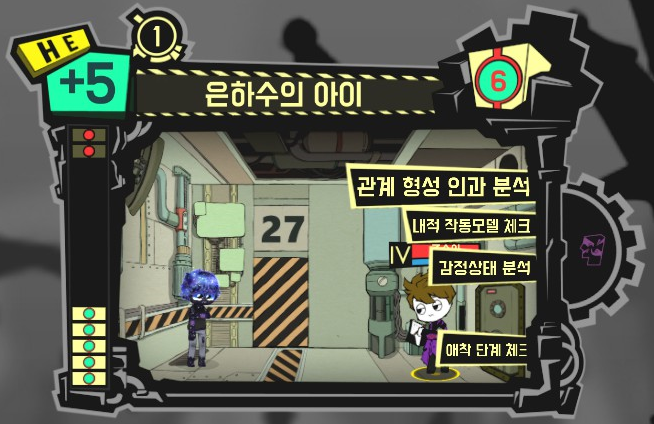 HE
1
+5
은하수의 아이
6
관계 형성 인과 분석
내적 작동모델 체크
27
IV
감정상태 분석
애착 단계 체크